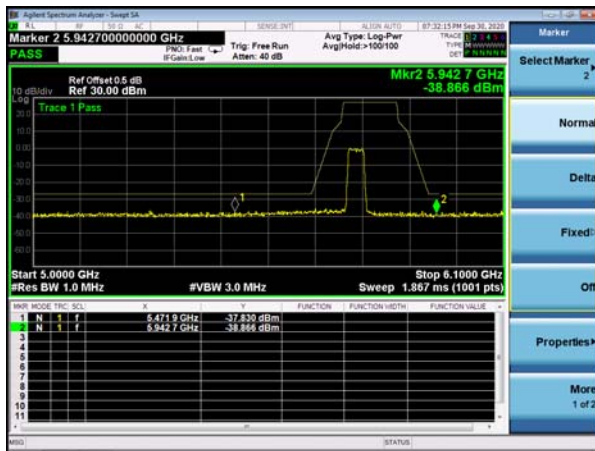 Agilent Spectrum Analyzer - Swept SA
RL RF 50 Ω AC SENSE:INT ALIGN AUTO 07:32:15 PM Sep 30, 2020
Marker 2 5.942700000000 GHz
PNO: Fast
IFGain:Low
Trig: Free Run
Atten: 40 dB
Avg Type: Log-Pwr
Avg|Hold:>100/100
TRACE 1 2 3 4 5 6
TYPE M
DET P N N N N N
PASS
Mkr2 5.942 7 GHz
-38.866 dBm
Ref Offset 0.5 dB
10 dB/div Ref 30.00 dBm
Log
Trace 1 Pass
20.0
10.0
0.00
-10.0
-20.0
-30.0
-40.0
-50.0
-60.0
1
2
Start 5.0000 GHz Stop 6.1000 GHz
#Res BW 1.0 MHz #VBW 3.0 MHz Sweep 1.867 ms (1001 pts)
MKR MODE TRC SCL X Y FUNCTION FUNCTION WIDTH FUNCTION VALUE
1 N 1 f 5.471 9 GHz -37.830 dBm
2 N 1 f 5.942 7 GHz -38.866 dBm
3
4
5
6
7
8
9
10
11
MSG STATUS
Marker
Select Marker
2
Normal
Delta
Fixed
Off
Properties
More
1 of 2